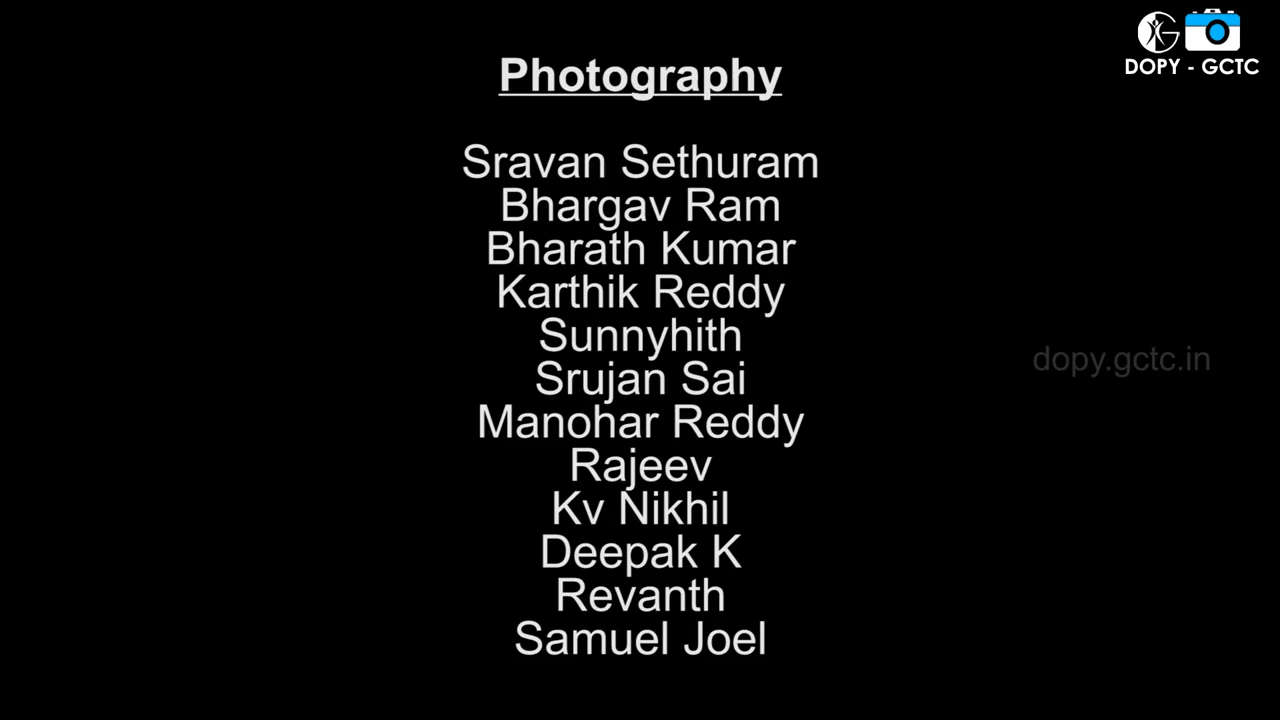 DOPY - GCTC
Photography
Sravan Sethuram
Bhargav Ram
Bharath Kumar
Karthik Reddy
Sunnyhith
Srujan Sai
Manohar Reddy
Rajeev
Kv Nikhil
Deepak K
Revanth
Samuel Joel
dopy.gctc.in